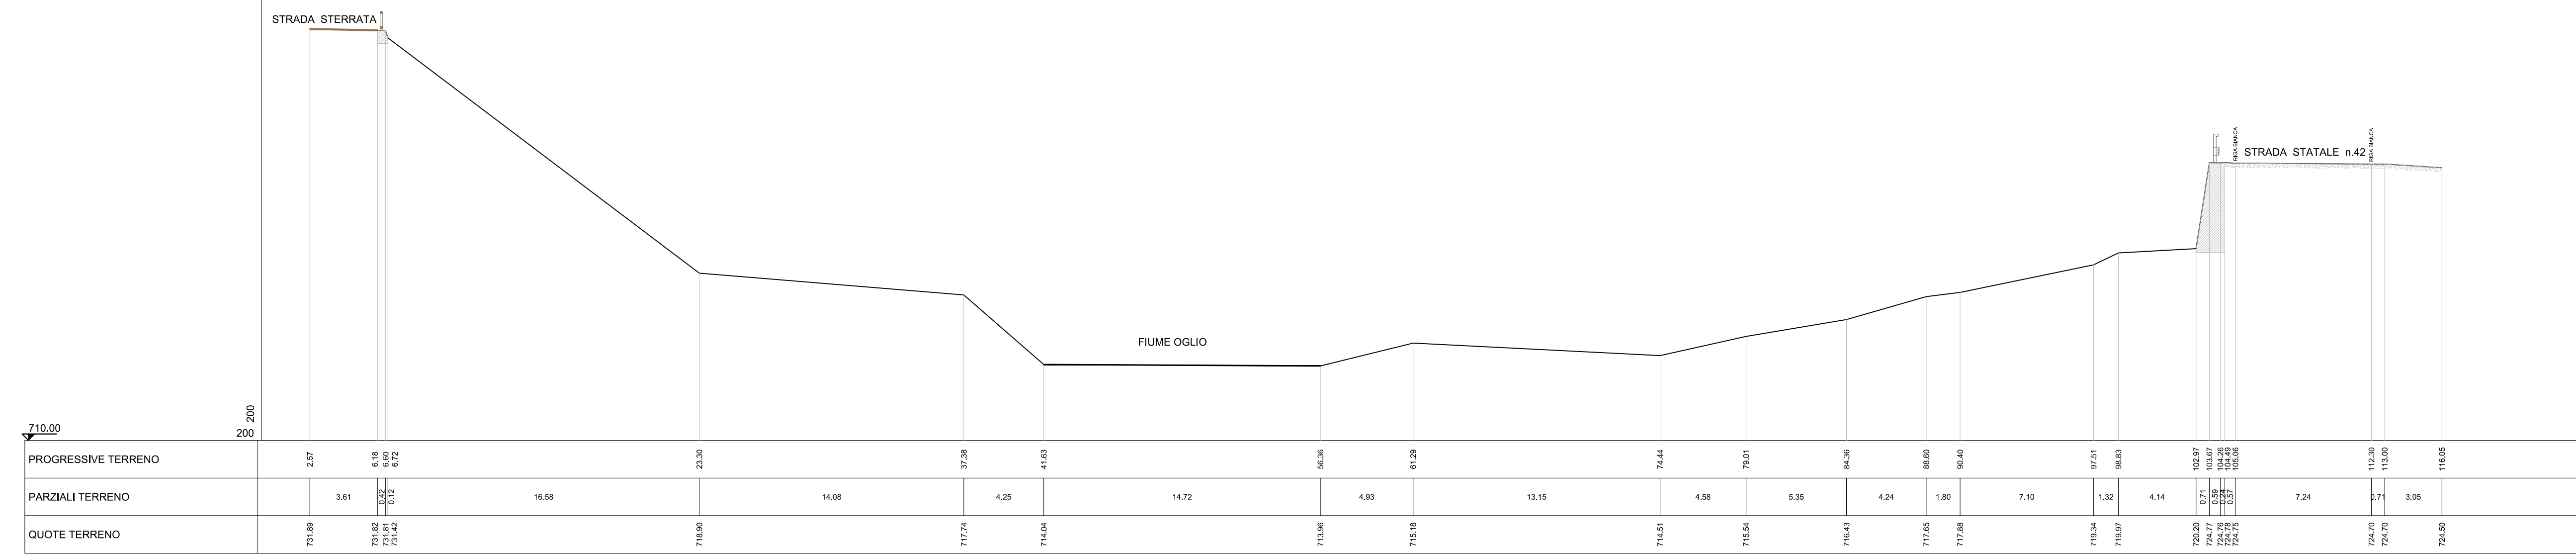 STRADA STERRATA
RIGA BIANCA
STRADA STATALE n.42
RIGA BIANCA
FIUME OGLIO
200
200
710.00
PROGRESSIVE TERRENO 2.57 6.18 6.60 6.72 23.30 37.38 41.63 56.36 61.29 74.44 79.01 84.36 88.60 90.40 97.51 98.83 102.97 103.67 104.26 104.49 105.06 112.30 113.00 116.05
PARZIALI TERRENO 3.61 0.42 0.12 16.58 14.08 4.25 14.72 4.93 13.15 4.58 5.35 4.24 1.80 7.10 1.32 4.14 0.71 0.59 0.24 0.57 7.24 0.71 3.05
QUOTE TERRENO 731.89 731.82 731.81 731.42 718.90 717.74 714.04 713.96 715.18 714.51 715.54 716.43 717.65 717.88 719.34 719.97 720.20 724.77 724.76 724.78 724.75 724.70 724.70 724.50